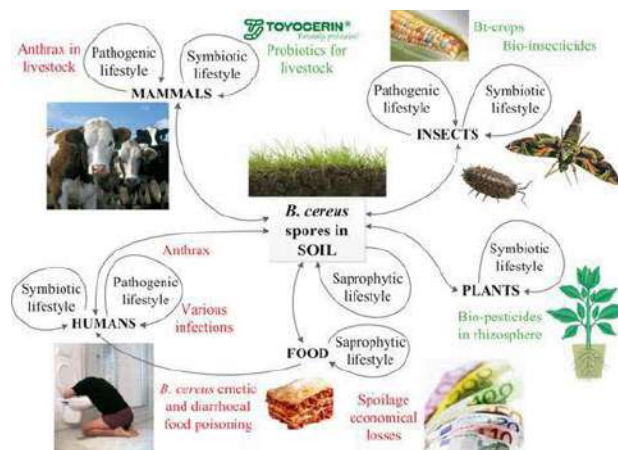 Anthrax in
livestock
Pathogenic
lifestyle
Symbiotic
lifestyle
MAMMALS
TOYOCERIN®
Probiotics for
livestock
Bt-crops
Bio-insecticides
Pathogenic
lifestyle
Symbiotic
lifestyle
INSECTS
B. cereus
spores in
SOIL
Anthrax
Symbiotic
lifestyle
Pathogenic
lifestyle
Various
infections
HUMANS
Saprophytic
lifestyle
Symbiotic
lifestyle
PLANTS
Bio-pesticides
in rhizosphere
FOOD
Saprophytic
lifestyle
B. cereus emetic
and diarrhoeal
food poisoning
Spoilage
economical
losses